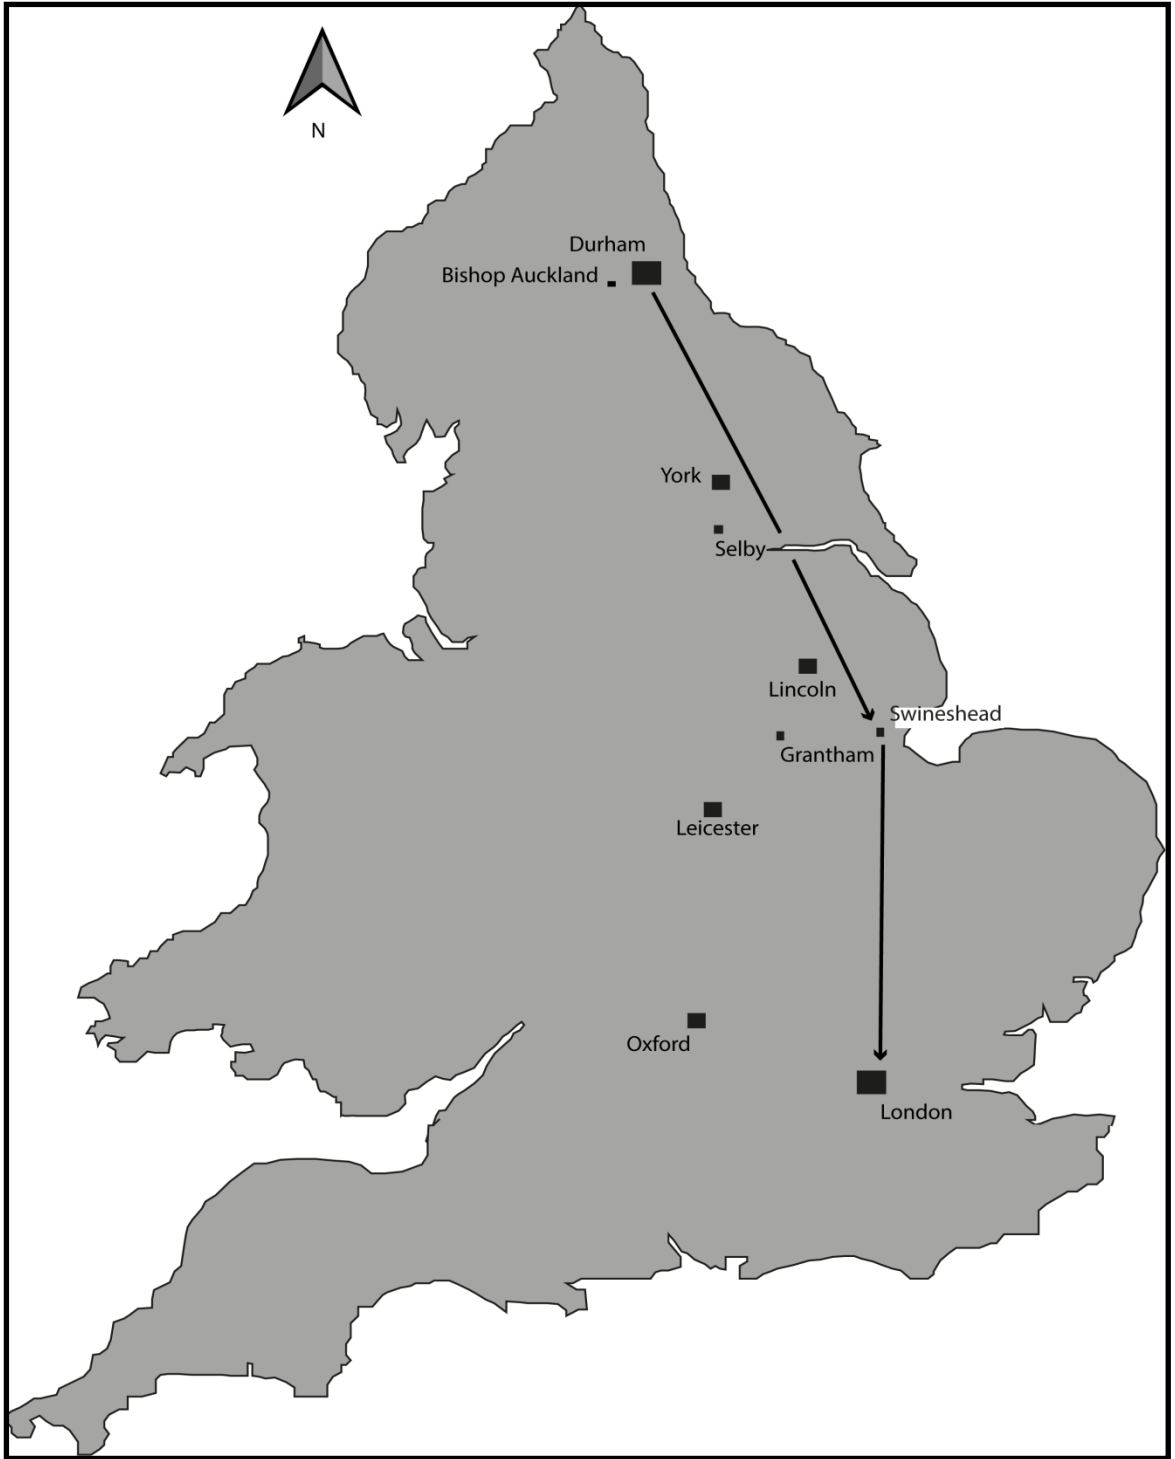 N
Durham
Bishop Auckland
York
Selby
Lincoln
Swineshead
Grantham
Leicester
Oxford
London